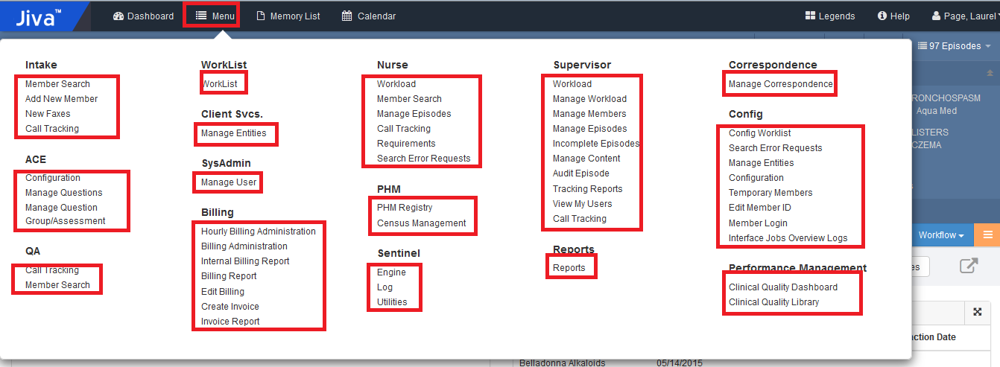 Jiva™
Dashboard
Menu
Memory List
Calendar
Legends
Help
Page, Laurel
97 Episodes
Intake
Member Search
Add New Member
New Faxes
Call Tracking
ACE
Configuration
Manage Questions
Manage Question
Group/Assessment
QA
Call Tracking
Member Search
WorkList
WorkList
Client Svcs.
Manage Entities
SysAdmin
Manage User
Billing
Hourly Billing Administration
Billing Administration
Internal Billing Report
Billing Report
Edit Billing
Create Invoice
Invoice Report
Nurse
Workload
Member Search
Manage Episodes
Call Tracking
Requirements
Search Error Requests
PHM
PHM Registry
Census Management
Sentinel
Engine
Log
Utilities
Supervisor
Workload
Manage Workload
Manage Members
Manage Episodes
Incomplete Episodes
Manage Content
Audit Episode
Tracking Reports
View My Users
Call Tracking
Reports
Reports
Correspondence
Manage Correspondence
Config
Config Worklist
Search Error Requests
Manage Entities
Configuration
Temporary Members
Edit Member ID
Member Login
Interface Jobs Overview Logs
Performance Management
Clinical Quality Dashboard
Clinical Quality Library
RONCHOSPASM
Aqua Med
LISTERS
CZEMA
Workflow
es
ction Date
Belladonna Alkaloids
05/14/2015